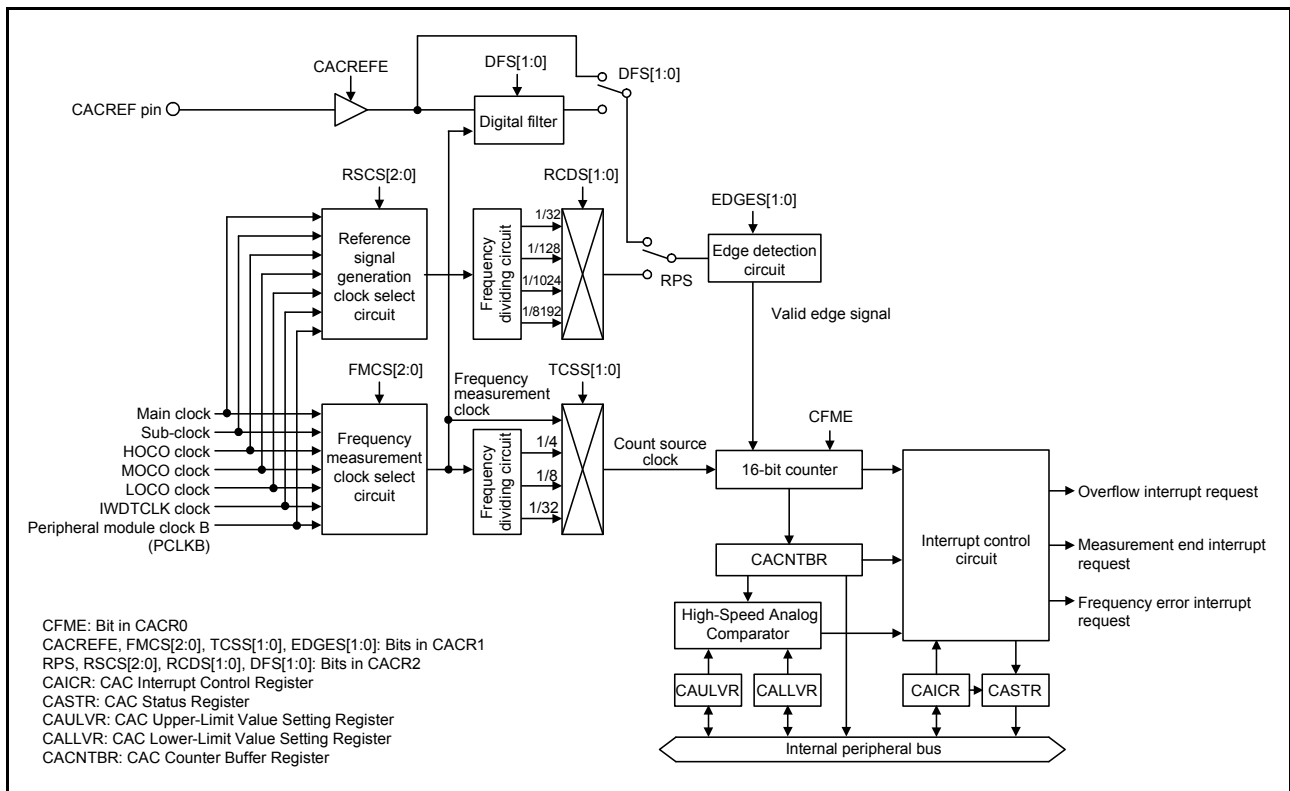 CACREFE
DFS[1:0]
DFS[1:0]
CACREF pin
Digital filter
RSCS[2:0]
RCDS[1:0]
EDGES[1:0]
Reference
signal
generation
clock select
circuit
Frequency
dividing circuit
1/32
1/128
1/1024
1/8192
RPS
Edge detection
circuit
Valid edge signal
FMCS[2:0]
Frequency
measurement
clock
TCSS[1:0]
Main clock
Sub-clock
HOCO clock
MOCO clock
LOCO clock
IWDTCLK clock
Peripheral module clock B
(PCLKB)
Frequency
measurement
clock select
circuit
Frequency
dividing circuit
1/4
1/8
1/32
Count source
clock
CFME
16-bit counter
CACNTBR
High-Speed Analog
Comparator
Interrupt control
circuit
Overflow interrupt request
Measurement end interrupt
request
Frequency error interrupt
request
CAULVR
CALLVR
CAICR
CASTR
Internal peripheral bus
CFME: Bit in CACR0
CACREFE, FMCS[2:0], TCSS[1:0], EDGES[1:0]: Bits in CACR1
RPS, RSCS[2:0], RCDS[1:0], DFS[1:0]: Bits in CACR2
CAICR: CAC Interrupt Control Register
CASTR: CAC Status Register
CAULVR: CAC Upper-Limit Value Setting Register
CALLVR: CAC Lower-Limit Value Setting Register
CACNTBR: CAC Counter Buffer Register